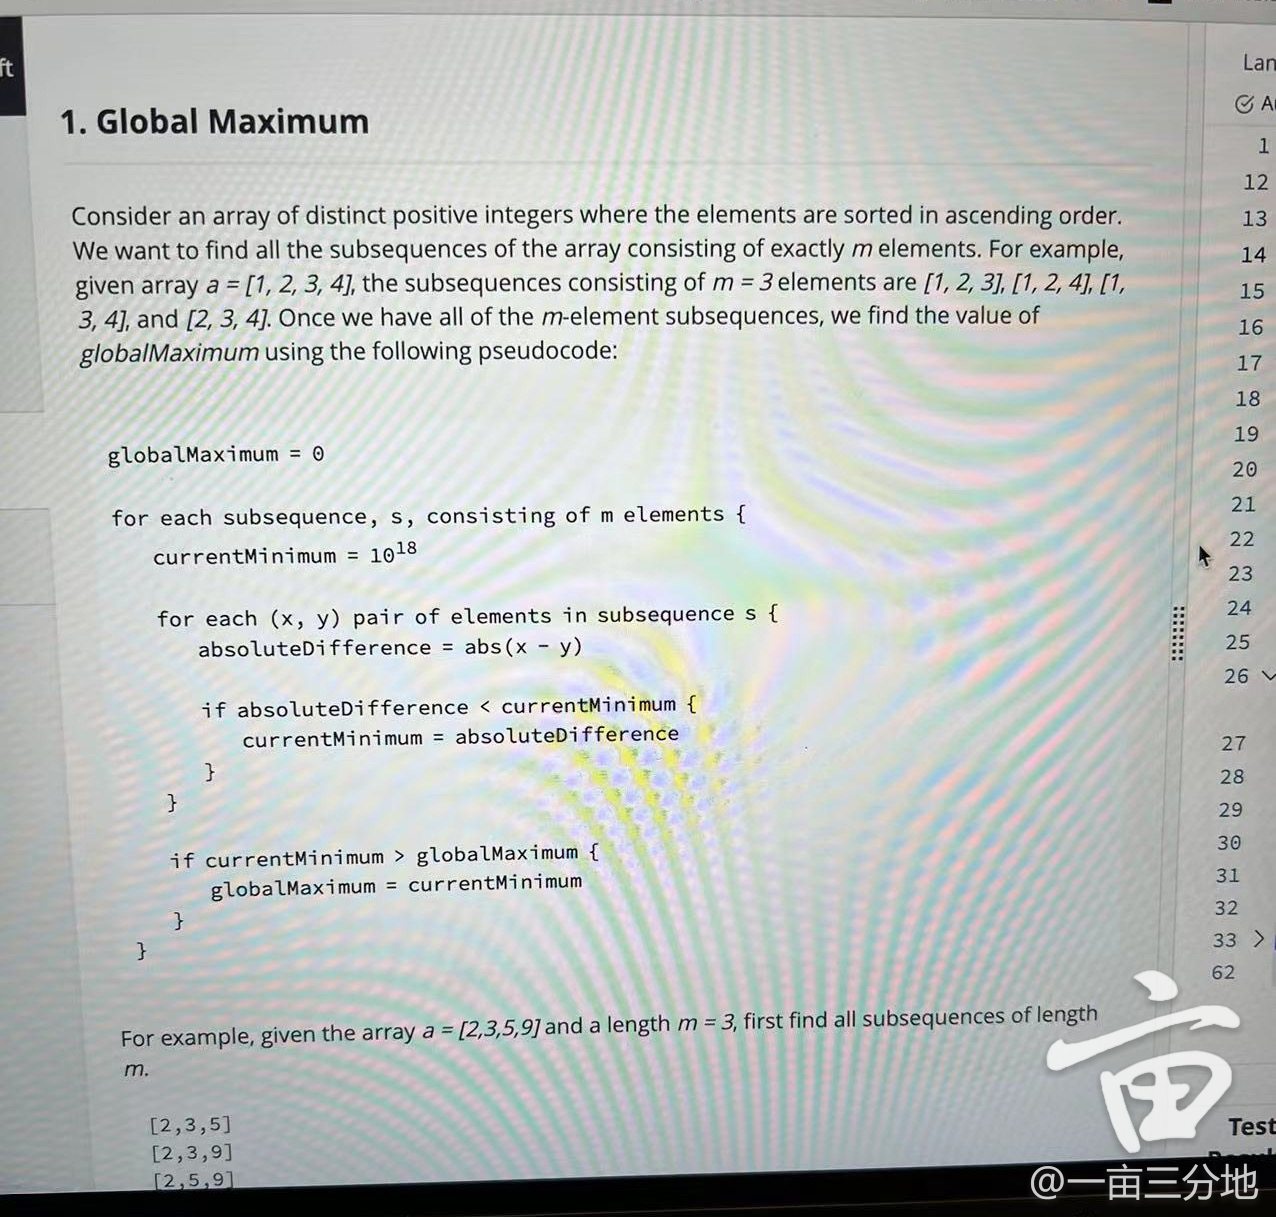 ft
1. Global Maximum
Consider an array of distinct positive integers where the elements are sorted in ascending order.
We want to find all the subsequences of the array consisting of exactly m elements. For example,
given array a = [1, 2, 3, 4], the subsequences consisting of m = 3 elements are [1, 2, 3], [1, 2, 4], [1,
3, 4], and [2, 3, 4]. Once we have all of the m-element subsequences, we find the value of
globalMaximum using the following pseudocode:
globalMaximum = 0
for each subsequence, s, consisting of m elements {
currentMinimum = 10¹⁸
for each (x, y) pair of elements in subsequence s {
absoluteDifference = abs(x - y)
if absoluteDifference < currentMinimum {
currentMinimum = absoluteDifference
}
}
if currentMinimum > globalMaximum {
globalMaximum = currentMinimum
}
}
For example, given the array a = [2,3,5,9] and a length m = 3, first find all subsequences of length
m.
[2,3,5]
[2,3,9]
[2,5,9]
Lan
1
12
13
14
15
16
17
18
19
20
21
22
23
24
25
26
27
28
29
30
31
32
33
62
Test
亩
@一亩三分地